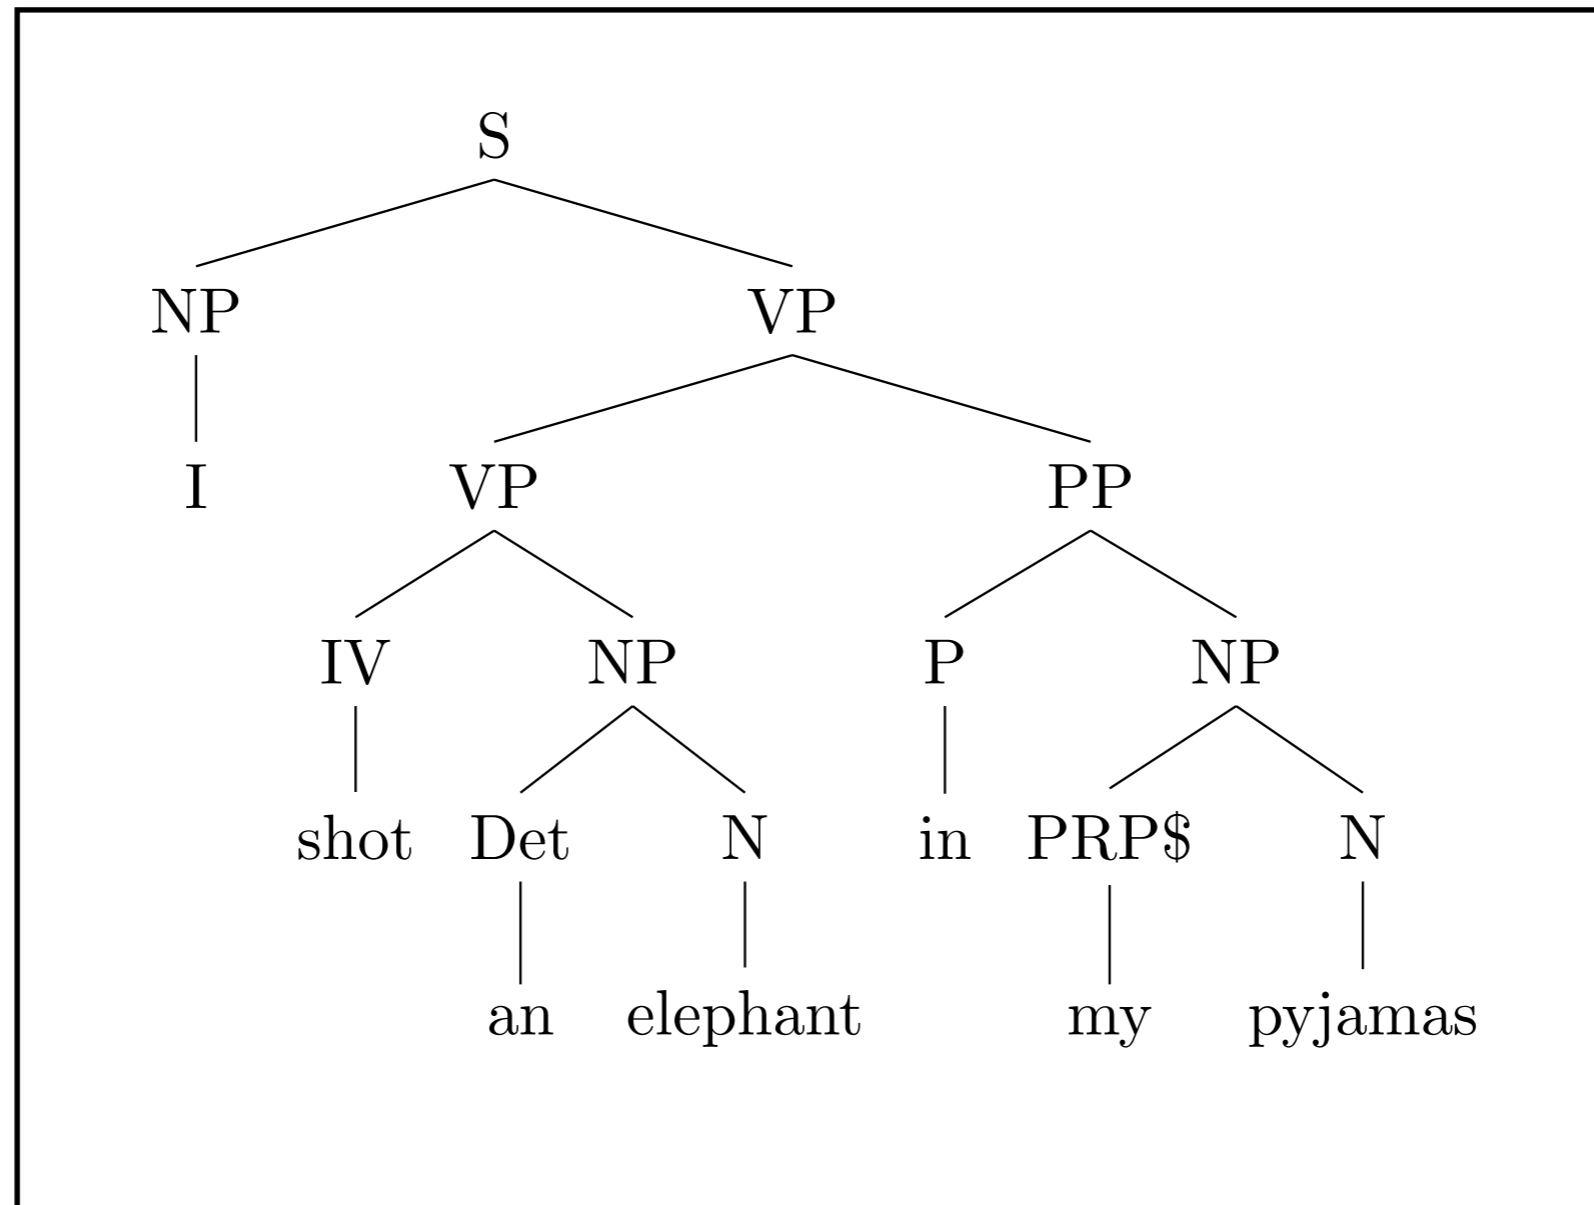 S
NP VP
I VP PP
IV NP P NP
shot Det N in PRP$ N
an elephant my pyjamas